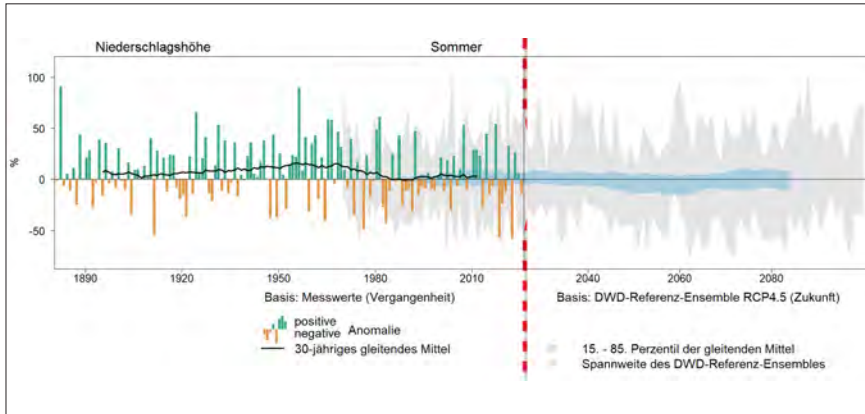 Niederschlagshöhe Sommer
100
50
0
-50
%
1890 1920 1950 1980 2010 2040 2060 2080
Basis: Messwerte (Vergangenheit) Basis: DWD-Referenz-Ensemble RCP4.5 (Zukunft)
positive
negative Anomalie
30-jähriges gleitendes Mittel
15. - 85. Perzentil der gleitenden Mittel
Spannweite des DWD-Referenz-Ensembles